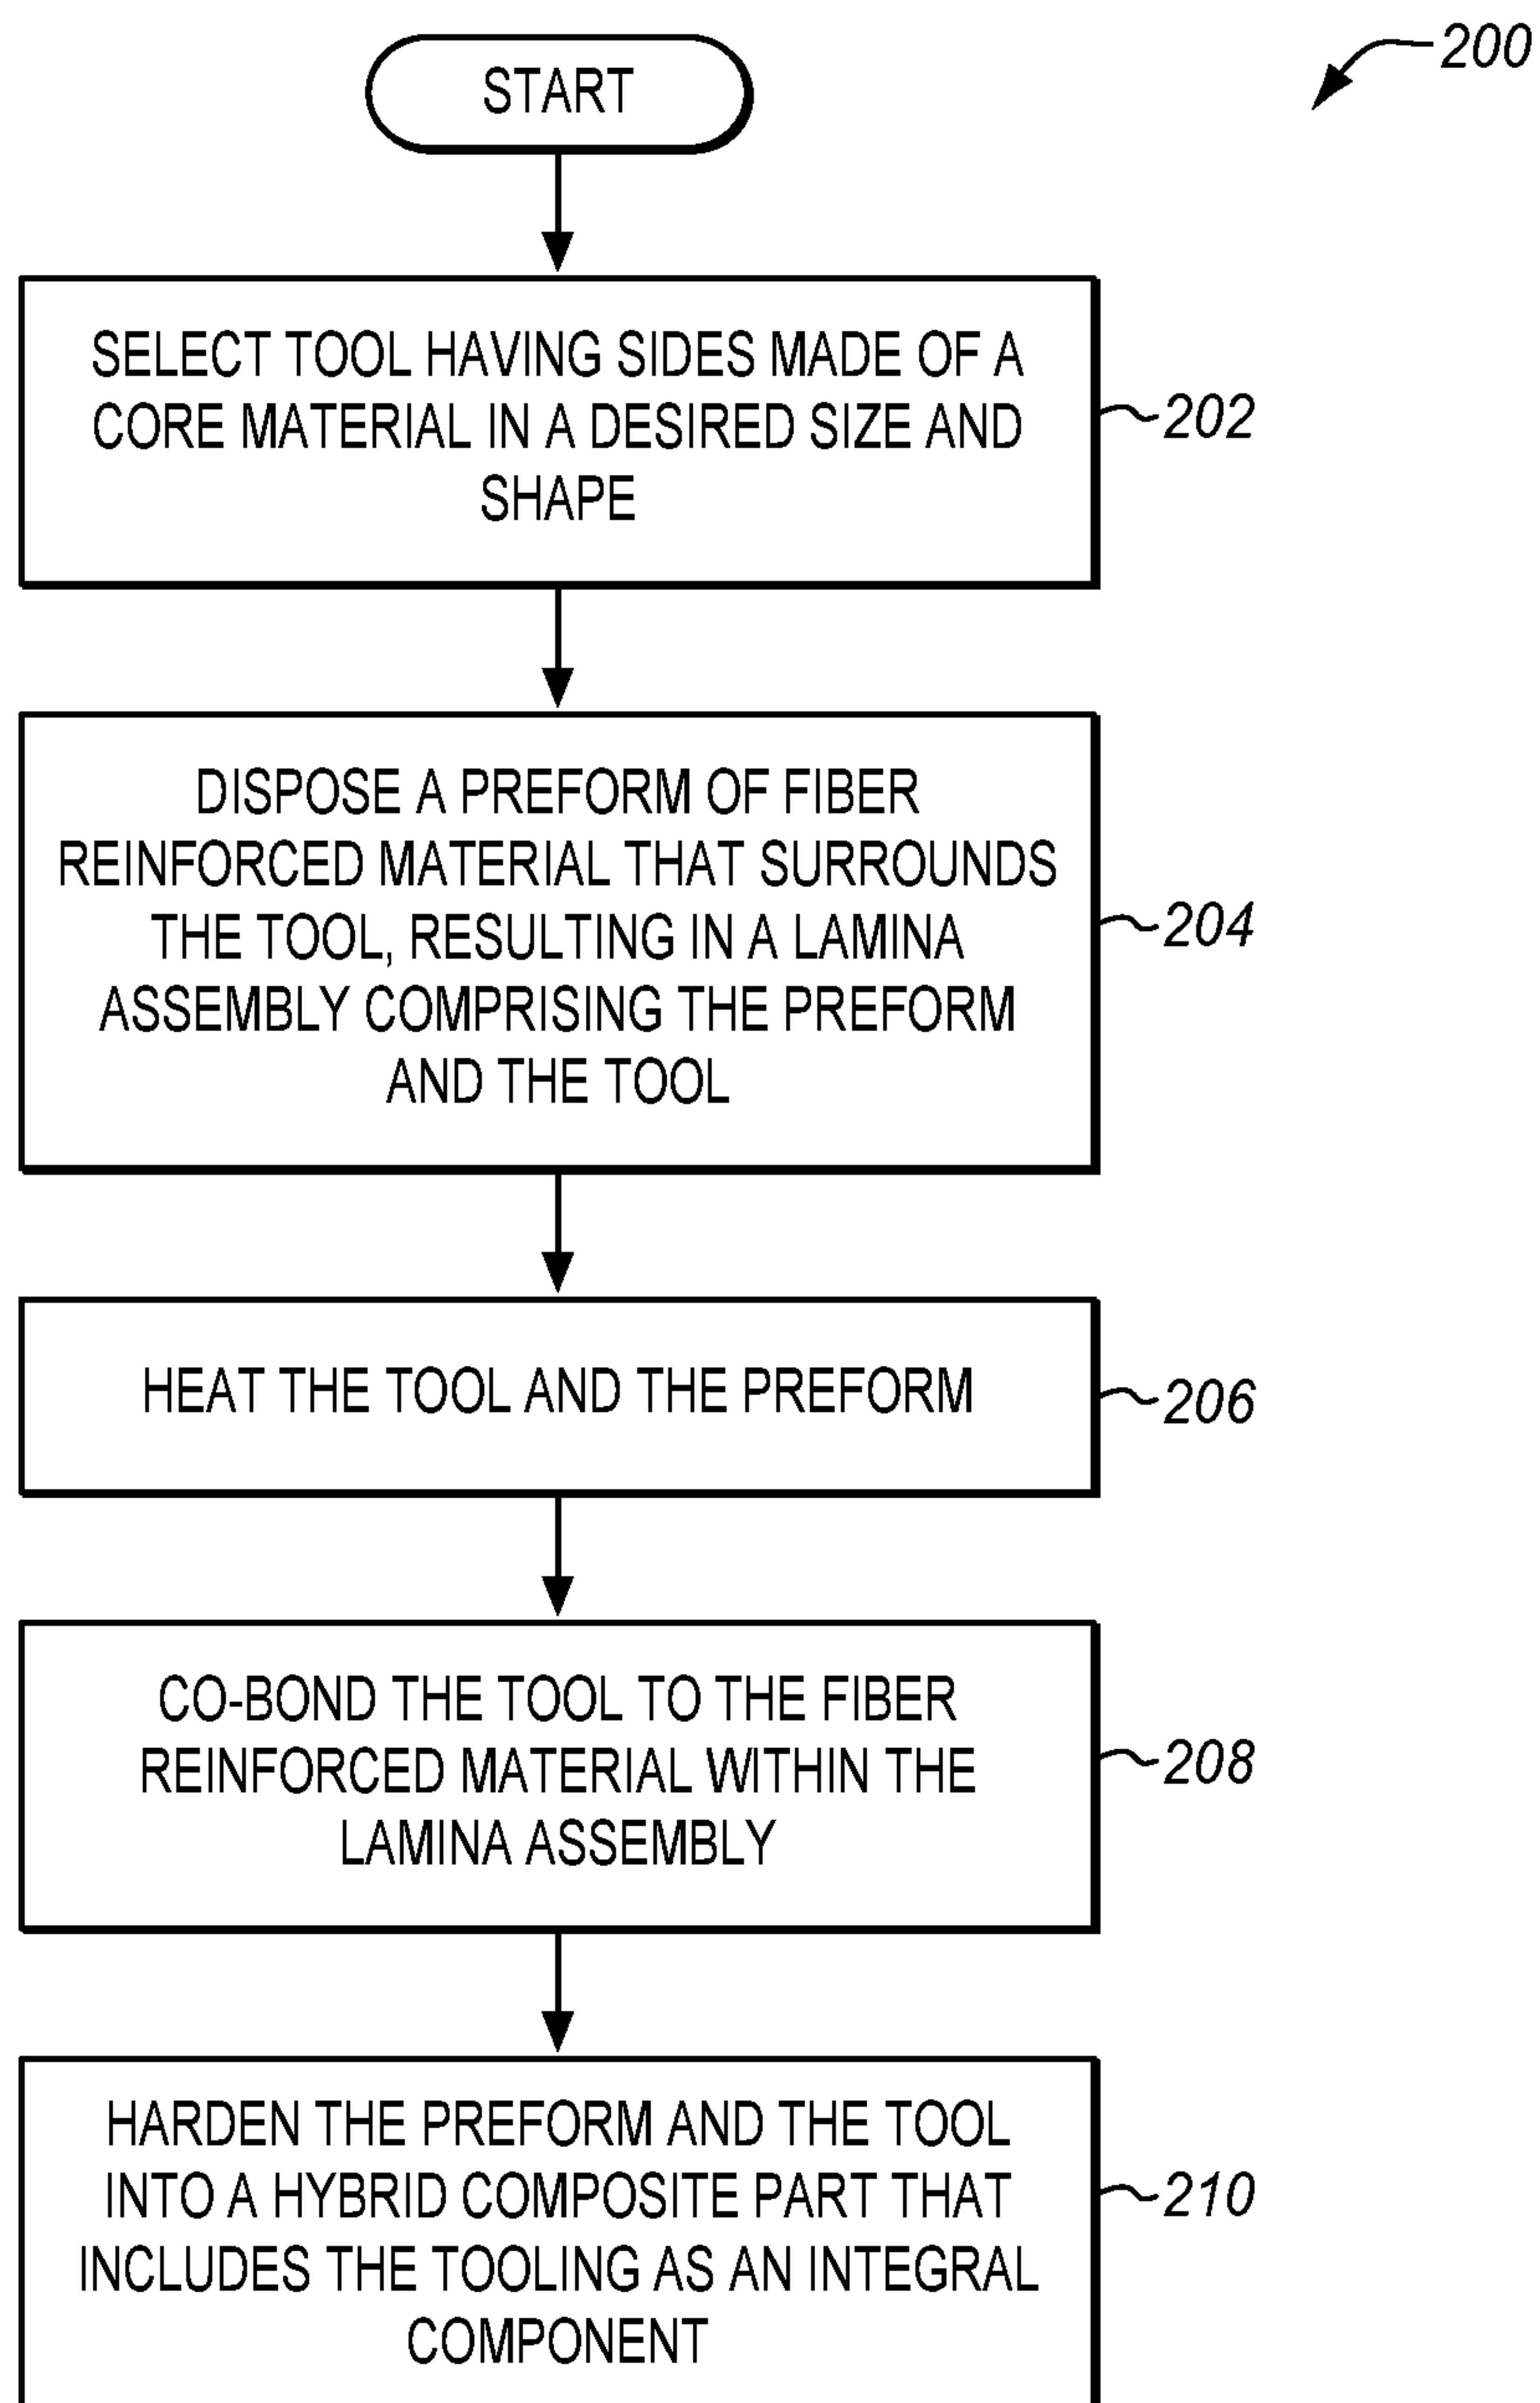 START
200
SELECT TOOL HAVING SIDES MADE OF A
CORE MATERIAL IN A DESIRED SIZE AND
SHAPE
202
DISPOSE A PREFORM OF FIBER
REINFORCED MATERIAL THAT SURROUNDS
THE TOOL, RESULTING IN A LAMINA
ASSEMBLY COMPRISING THE PREFORM
AND THE TOOL
204
HEAT THE TOOL AND THE PREFORM
206
CO-BOND THE TOOL TO THE FIBER
REINFORCED MATERIAL WITHIN THE
LAMINA ASSEMBLY
208
HARDEN THE PREFORM AND THE TOOL
INTO A HYBRID COMPOSITE PART THAT
INCLUDES THE TOOLING AS AN INTEGRAL
COMPONENT
210